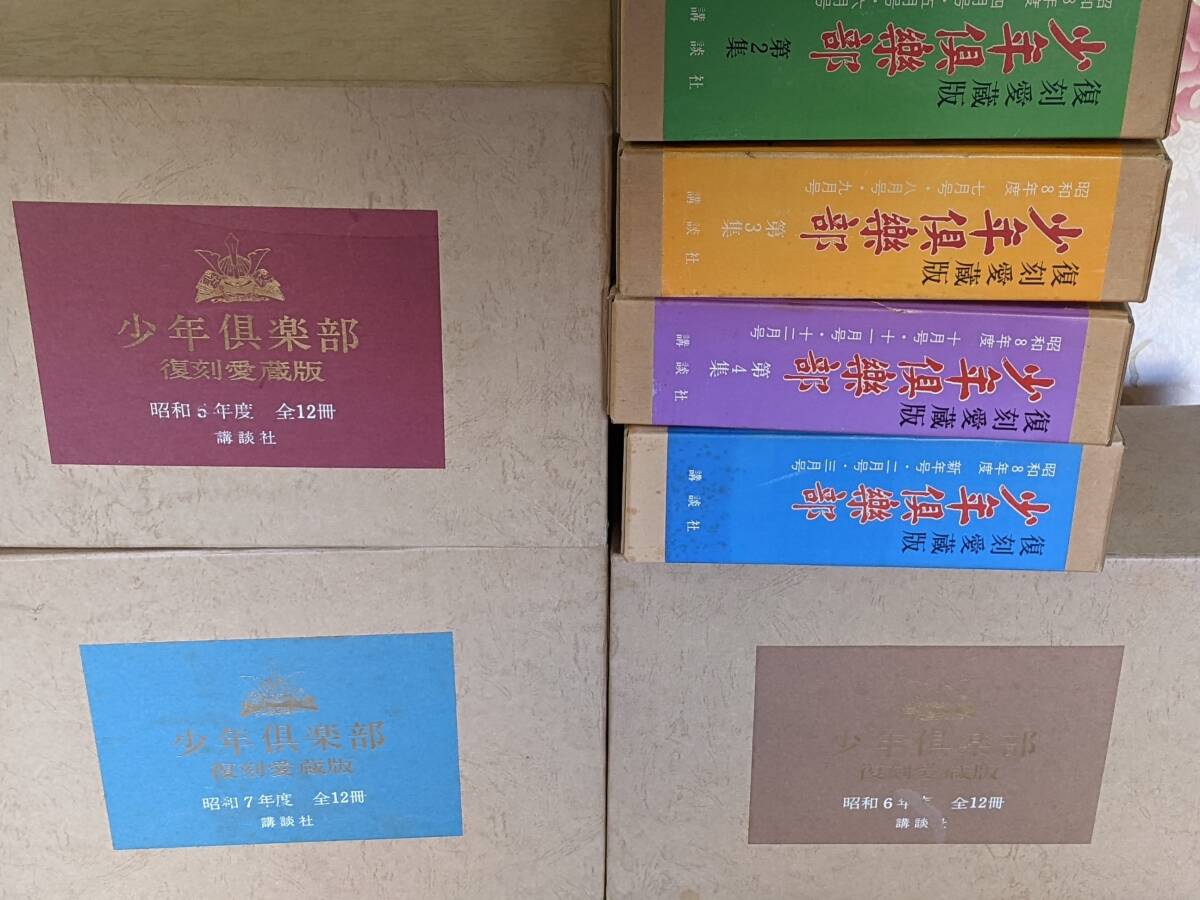 少年倶楽部
復刻愛蔵版
昭和5年度 全12冊
講談社
少年倶楽部
復刻愛蔵版
昭和7年度 全12冊
講談社
少年倶楽部
復刻愛蔵版
昭和6年 全12冊
講談
復刻愛蔵版
少年倶樂部
第2集
講談社
復刻愛蔵版
少年倶樂部
昭和8年度 七月号・八月号・九月号
第3集
講談社
復刻愛蔵版
少年倶樂部
昭和8年度 十月号・十一月号・十二月号
第4集
講談社
復刻愛蔵版
少年倶樂部
昭和8年度 新年号・二月号・三月号
講談社